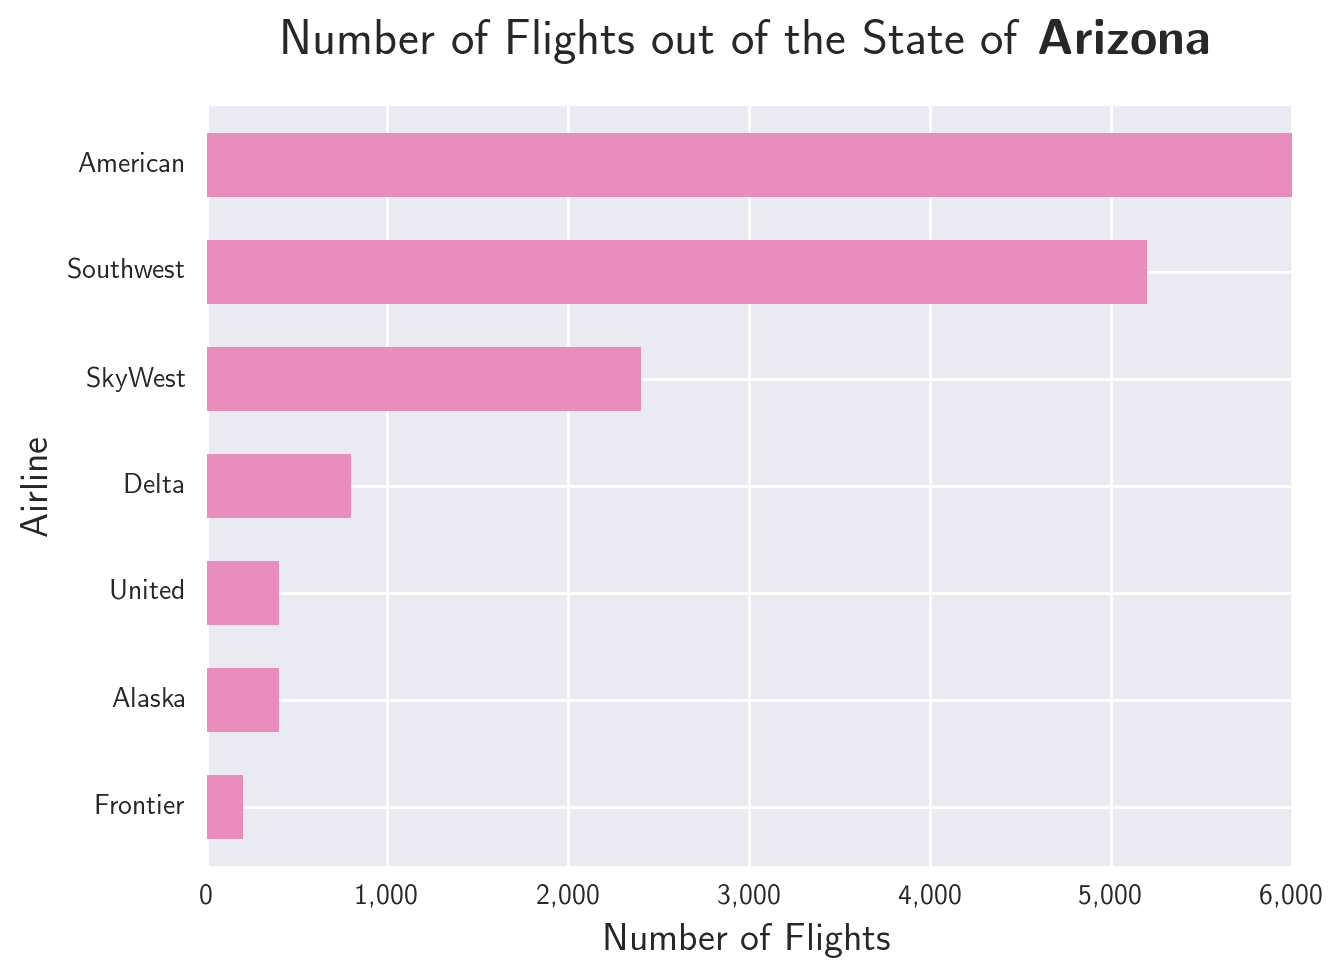 Number of Flights out of the State of Arizona
American
Southwest
SkyWest
Delta
United
Alaska
Frontier
Airline
0 1,000 2,000 3,000 4,000 5,000 6,000
Number of Flights